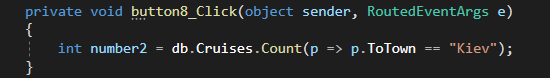 private void button8_Click(object sender, RoutedEventArgs e)
{
int number2 = db.Cruises.Count(p => p.ToTown == "Kiev");
}